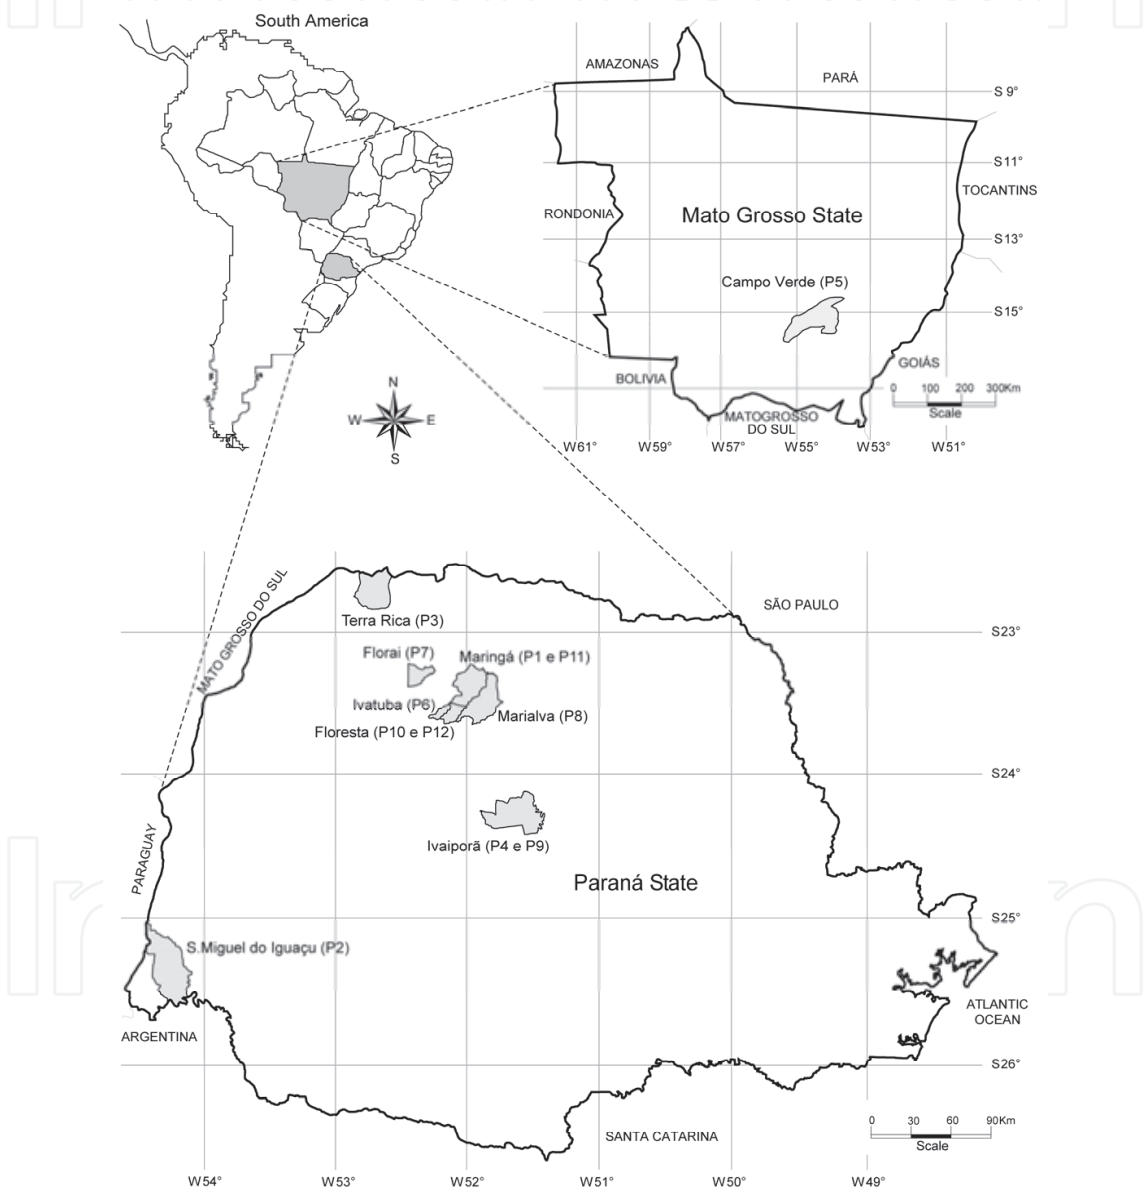 South America
AMAZONAS
PARÁ
S 9°
S11°
TOCANTINS
RONDONIA
Mato Grosso State
S13°
Campo Verde (P5)
S15°
GOIÁS
BOLIVIA
0 100 200 300Km
Scale
MATOGROSSO
DO SUL
W61° W59° W57° W55° W53° W51°
N
W E
S
MATO GROSSO DO SUL
SÃO PAULO
Terra Rica (P3)
S23°
Florai (P7)
Maringá (P1 e P11)
Ivatuba (P6)
Marialva (P8)
Floresta (P10 e P12)
S24°
Ivaiporã (P4 e P9)
PARAGUAY
Paraná State
S25°
S.Miguel do Iguaçu (P2)
ATLANTIC
OCEAN
ARGENTINA
S26°
0 30 60 90Km
Scale
SANTA CATARINA
W54° W53° W52° W51° W50° W49°